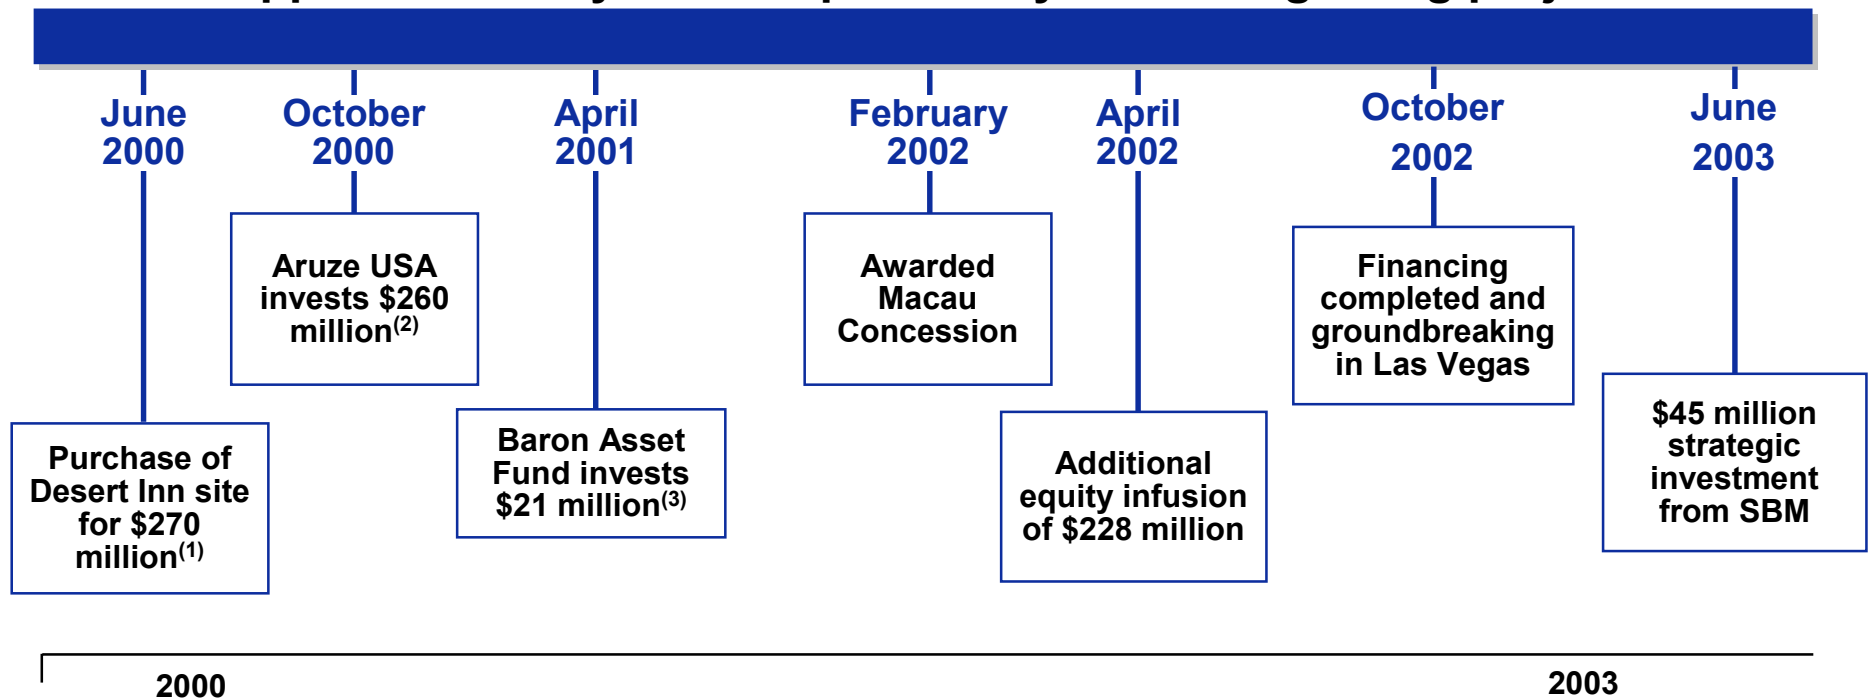 June
2000
October
2000
April
2001
February
2002
April
2002
October
2002
June
2003
Purchase of
Desert Inn site
for $270
million(1)
Aruze USA
invests $260
million(2)
Baron Asset
Fund invests
$21 million(3)
Awarded
Macau
Concession
Additional
equity infusion
of $228 million
Financing
completed and
groundbreaking
in Las Vegas
$45 million
strategic
investment
from SBM
2000
2003